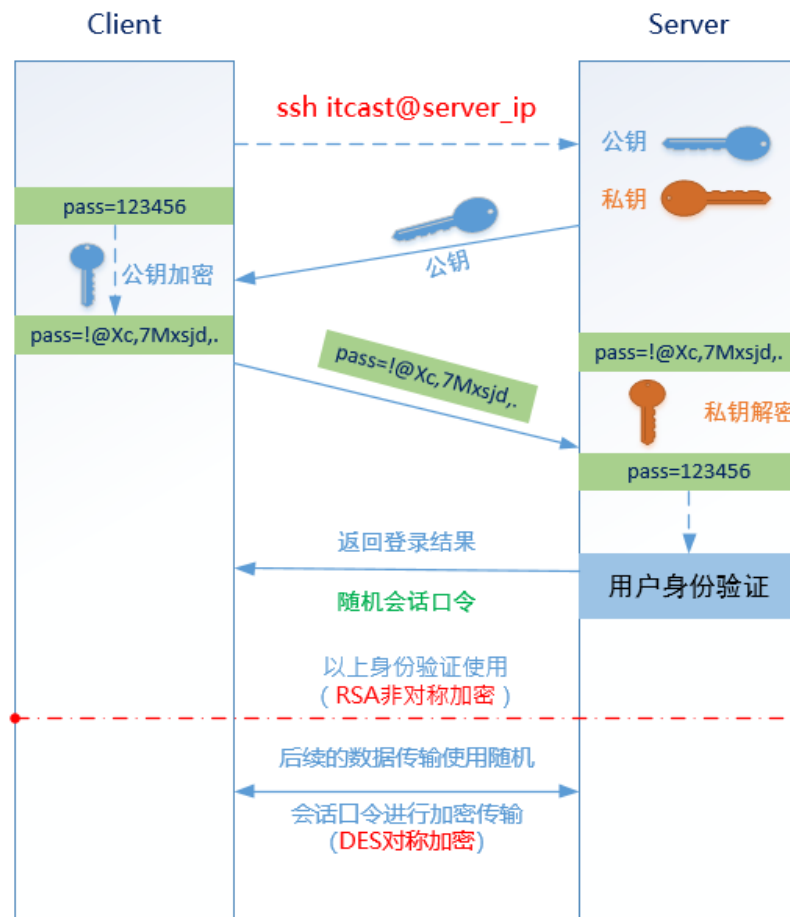 Client
Server
ssh itcast@server_ip
公钥
私钥
pass=123456
公钥
公钥加密
pass=!@Xc,7Mxsjd,.
pass=!@Xc,7Mxsjd,.
pass=!@Xc,7Mxsjd,.
私钥解密
pass=123456
返回登录结果
用户身份验证
随机会话口令
以上身份验证使用
（RSA非对称加密）
后续的数据传输使用随机
会话口令进行加密传输
(DES对称加密)